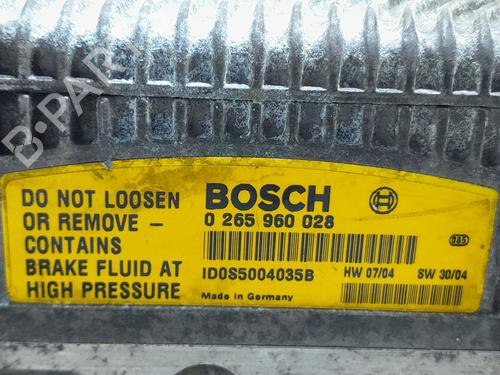 B-PARTS
DO NOT LOOSEN
OR REMOVE –
CONTAINS
BRAKE FLUID AT
HIGH PRESSURE
BOSCH
0 265 960 028
ID0S5004035B
Made in Germany
HW 07/04 SW 30/04